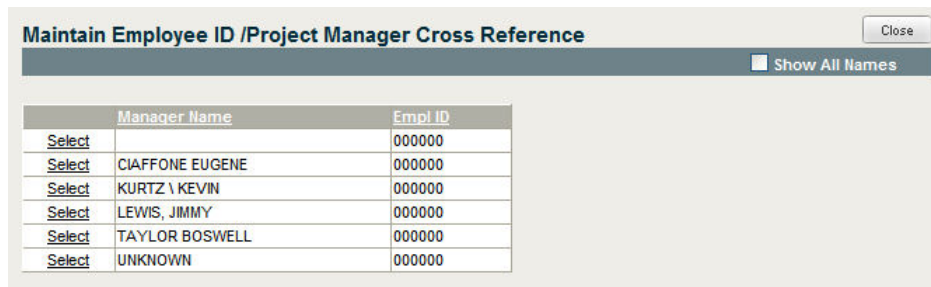 Maintain Employee ID /Project Manager Cross Reference Close
Show All Names
Manager Name Empl ID
Select 000000
Select CIAFFONE EUGENE 000000
Select KURTZ \ KEVIN 000000
Select LEWIS, JIMMY 000000
Select TAYLOR BOSWELL 000000
Select UNKNOWN 000000